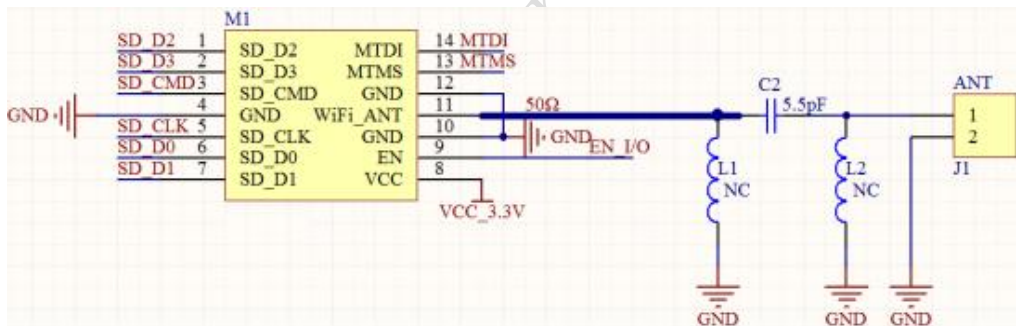 M1
SD_D2 1 SD_D2 MTDI 14 MTDI
SD_D3 2 SD_D3 MTMS 13 MTMS
SD_CMD 3 SD_CMD GND 12
GND 4 GND WiFi_ANT 11 50Ω
SD_CLK 5 SD_CLK GND 10 GND
SD_D0 6 SD_D0 EN 9 EN_I/O
SD_D1 7 SD_D1 VCC 8
VCC_3.3V
C2
5.5pF
L1
NC
GND
L2
NC
GND
ANT
1
2
J1
GND